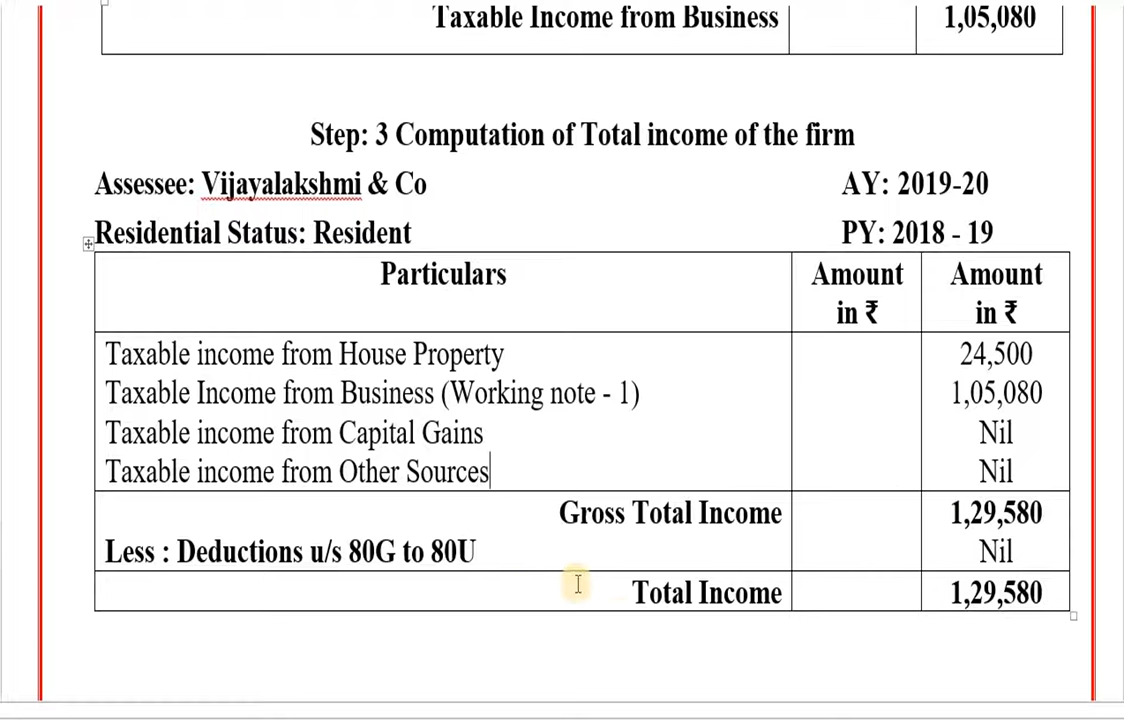 Taxable Income from Business 1,05,080
Step: 3 Computation of Total income of the firm
Assessee: Vijayalakshmi & Co AY: 2019-20
Residential Status: Resident PY: 2018 - 19
Particulars Amount in ₹ Amount in ₹
Taxable income from House Property 24,500
Taxable Income from Business (Working note - 1) 1,05,080
Taxable income from Capital Gains Nil
Taxable income from Other Sources Nil
Gross Total Income 1,29,580
Less : Deductions u/s 80G to 80U Nil
Total Income 1,29,580